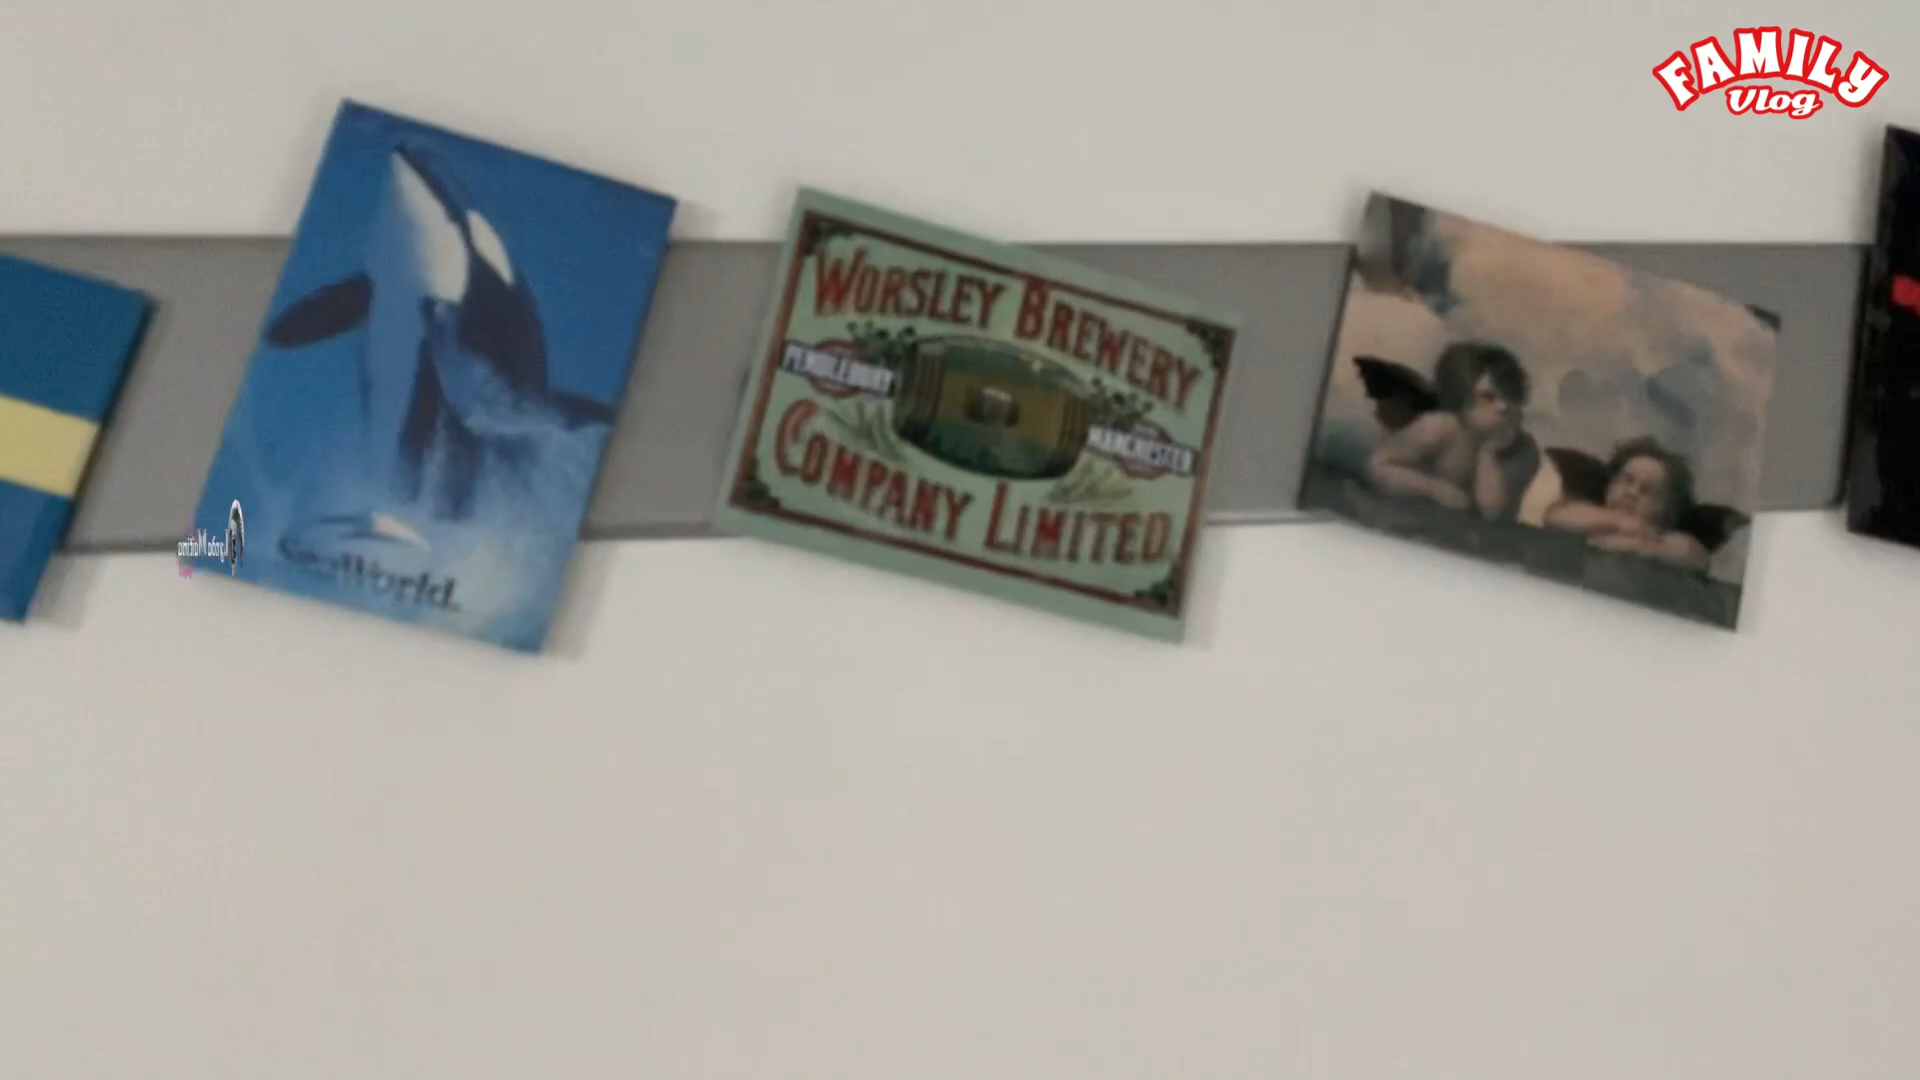 FAMILY
Vlog
WORSLEY BREWERY
PENDLEBURY
MANCHESTER
COMPANY LIMITED
SeaWorld.